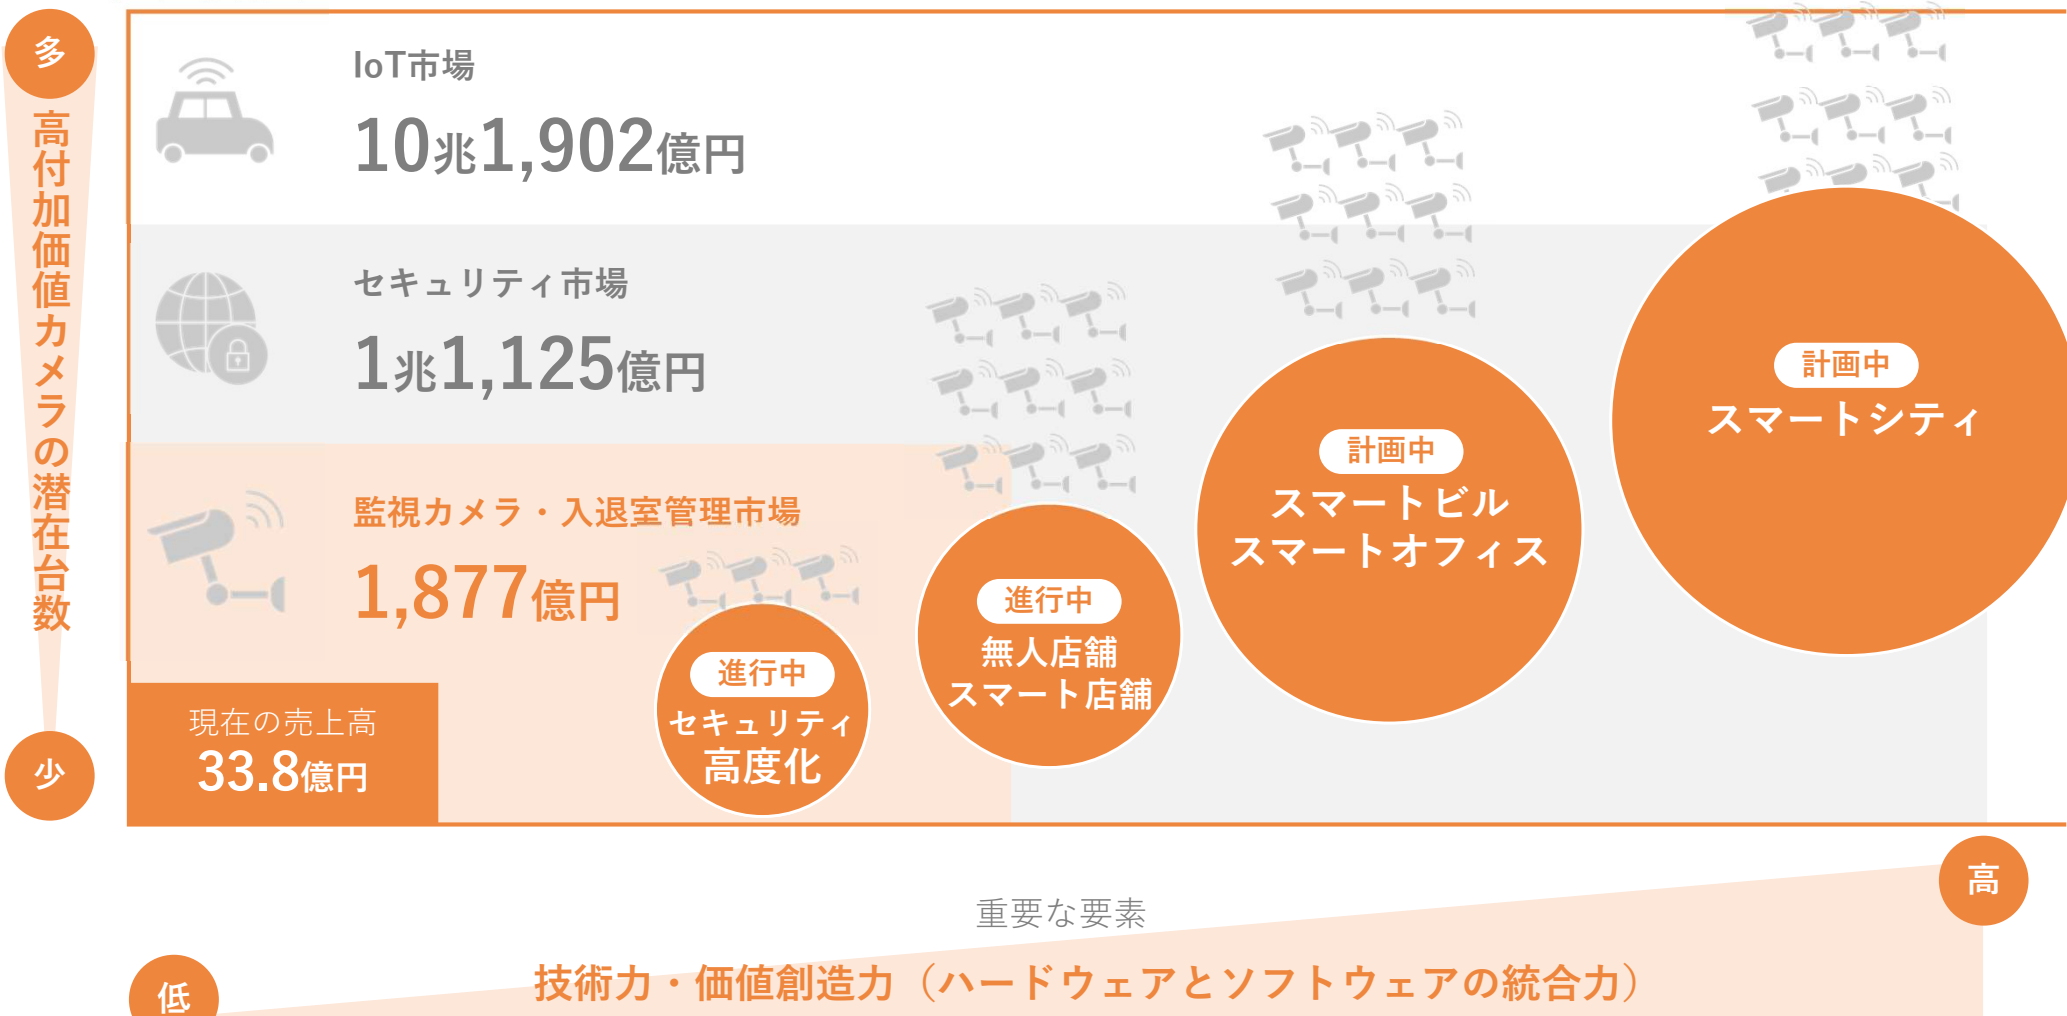 多
高付加価値カメラの潜在台数
少
IoT市場
10兆1,902億円
セキュリティ市場
1兆1,125億円
監視カメラ・入退室管理市場
1,877億円
現在の売上高
33.8億円
進行中
セキュリティ
高度化
進行中
無人店舗
スマート店舗
計画中
スマートビル
スマートオフィス
計画中
スマートシティ
高
重要な要素
技術力・価値創造力（ハードウェアとソフトウェアの統合力）
低